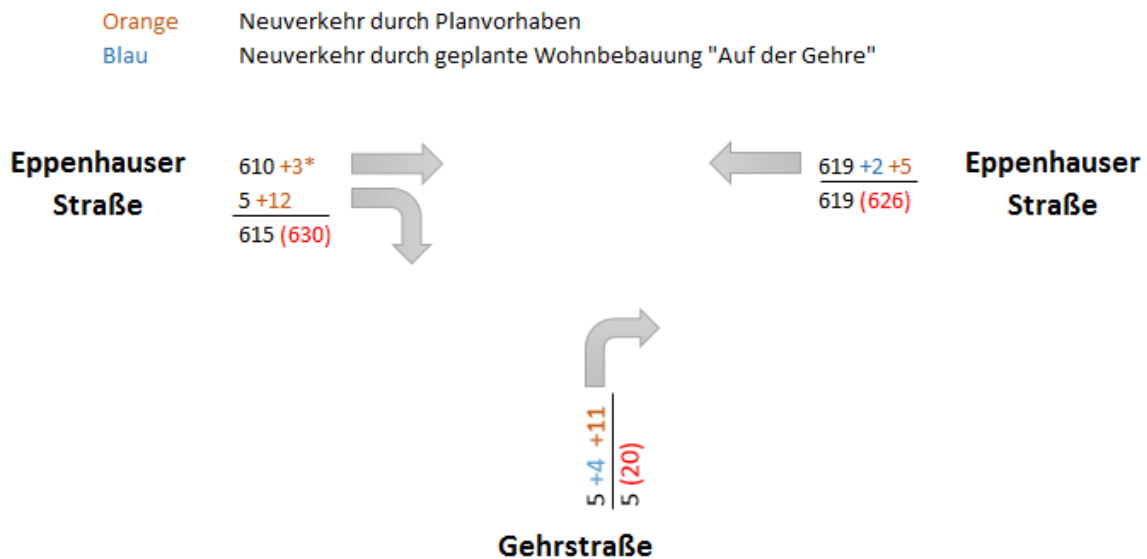 Orange Neuverkehr durch Planvorhaben
Blau Neuverkehr durch geplante Wohnbebauung "Auf der Gehre"
Eppenhauser
Straße
610 +3*
5 +12
615 (630)
619 +2 +5
619 (626)
Eppenhauser
Straße
5 +4 +11
5 (20)
Gehrstraße